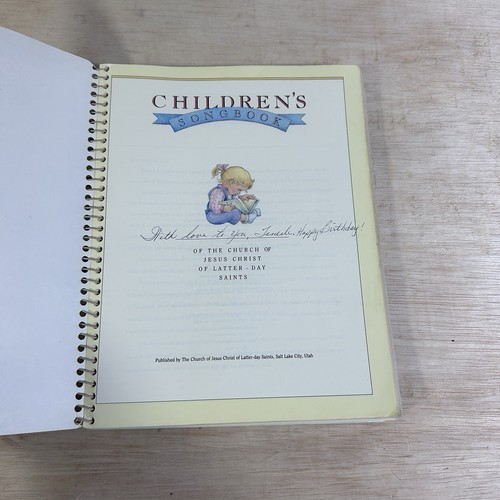 CHILDREN'S
SONGBOOK
With love to you, Happy Birthday!
OF THE CHURCH OF
JESUS CHRIST
OF LATTER-DAY
SAINTS
Published by The Church of Jesus Christ of Latter-day Saints, Salt Lake City, Utah